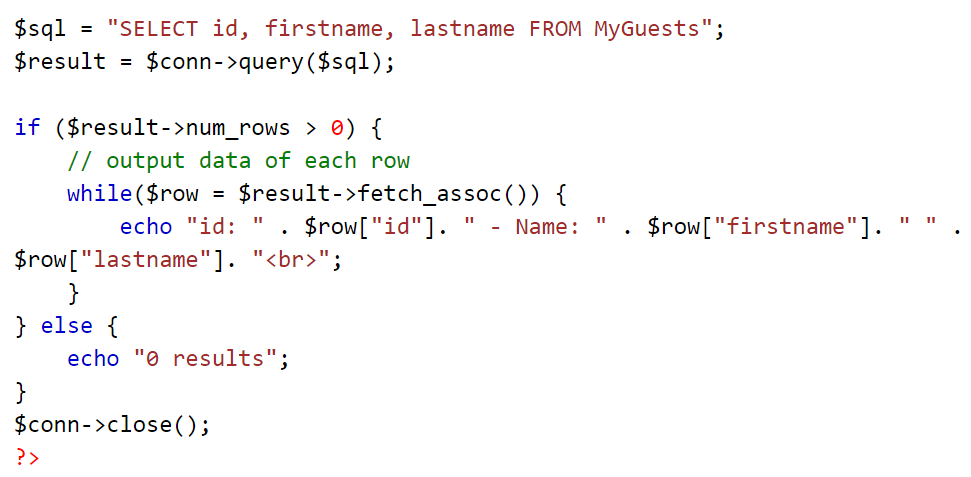 $sql = "SELECT id, firstname, lastname FROM MyGuests";
$result = $conn->query($sql);

if ($result->num_rows > 0) {
    // output data of each row
    while($row = $result->fetch_assoc()) {
        echo "id: " . $row["id"]. " - Name: " . $row["firstname"]. " " .
$row["lastname"]. "<br>";
    }
} else {
    echo "0 results";
}
$conn->close();
?>